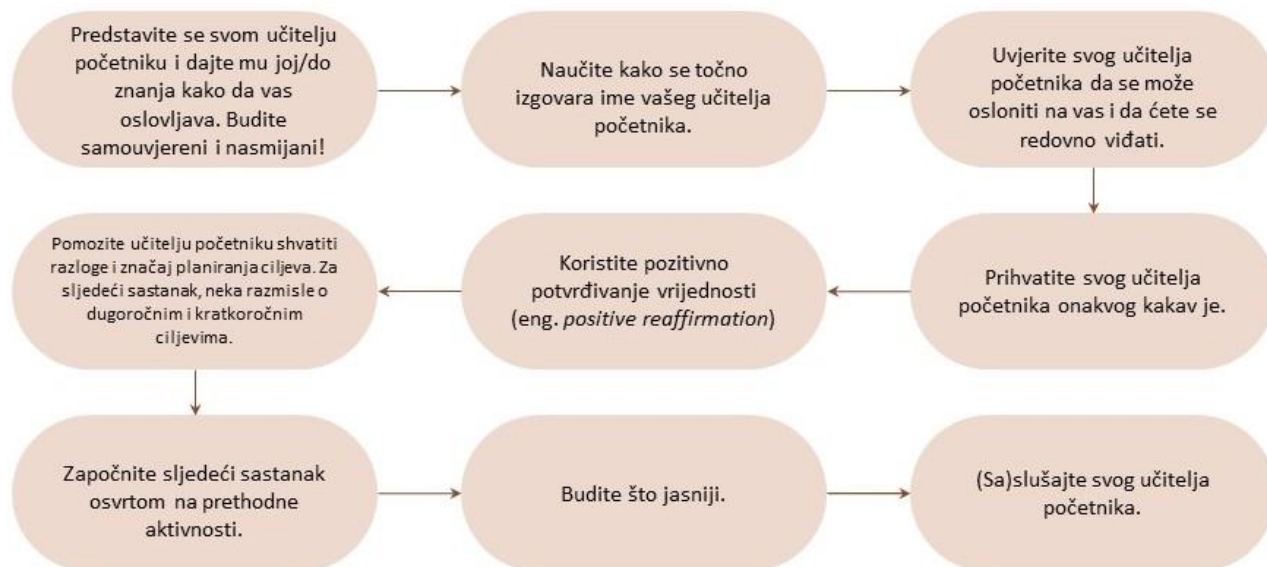 Predstavite se svom učitelju
početniku i dajte mu joj/do
znanja kako da vas
oslovljava. Budite
samouvjereni i nasmijani!
Naučite kako se točno
izgovara ime vašeg učitelja
početnika.
Uvjerite svog učitelja
početnika da se može
osloniti na vas i da ćete se
redovno viđati.
Prihvatite svog učitelja
početnika onakvog kakav je.
Koristite pozitivno
potvrđivanje vrijednosti
(eng. positive reaffirmation)
Pomozite učitelju početniku shvatiti
razloge i značaj planiranja ciljeva. Za
sljedeći sastanak, neka razmisle o
dugoročnim i kratkoročnim
ciljevima.
Započnite sljedeći sastanak
osvrtom na prethodne
aktivnosti.
Budite što jasniji.
(Sa)slušajte svog učitelja
početnika.